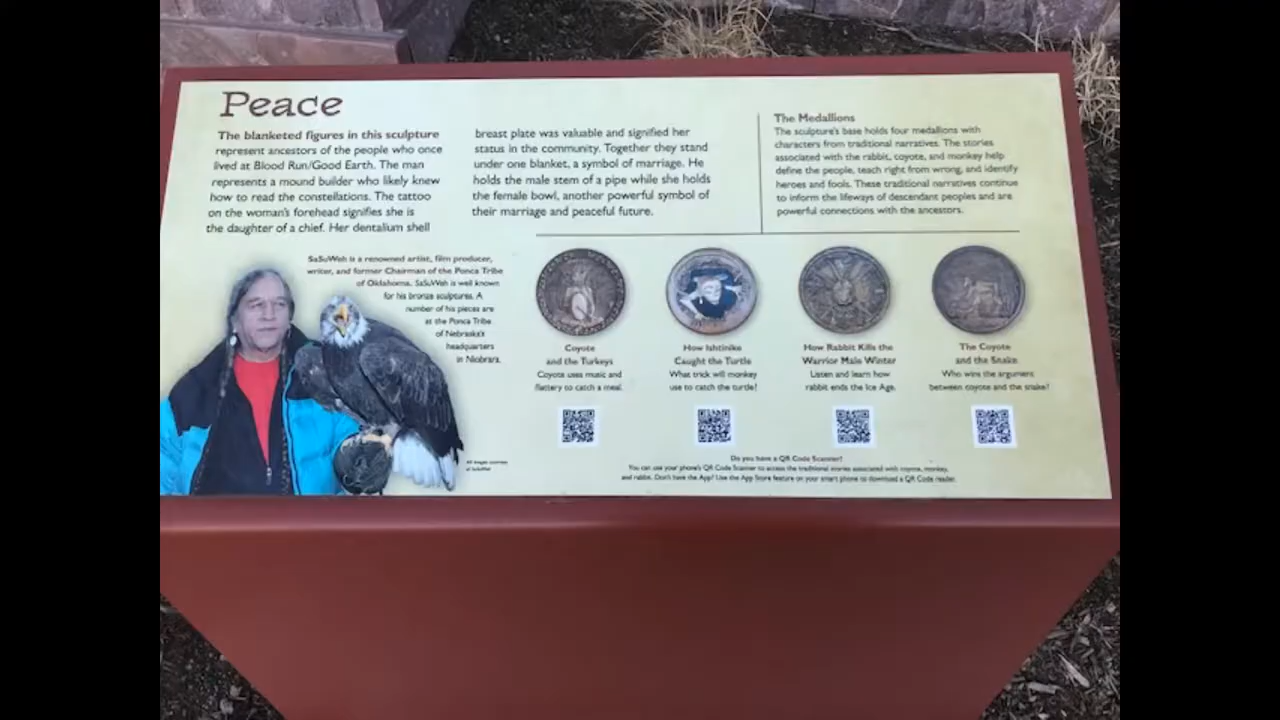 Peace
The blanketed figures in this sculpture
represent ancestors of the people who once
lived at Blood Run/Good Earth. The man
represents a mound builder who likely knew
how to read the constellations. The tattoo
on the woman's forehead signifies she is
the daughter of a chief. Her dentalium shell
breast plate was valuable and signified her
status in the community. Together they stand
under one blanket, a symbol of marriage. He
holds the male stem of a pipe while she holds
the female bowl, another powerful symbol of
their marriage and peaceful future.
The Medallions
The sculpture's base holds four medallions with
characters from traditional narratives. The stories
associated with the rabbit, coyote, and monkey help
define the people, teach right from wrong, and identify
heroes and fools. These traditional narratives continue
to inform the lifeways of descendant peoples and are
powerful connections with the ancestors.
SaSuWeh is a renowned artist, film producer,
writer, and former Chairman of the Ponca Tribe
of Oklahoma. SaSuWeh is well known
for his bronze sculptures. A
number of his pieces are
at the Ponca Tribe
of Nebraska's
headquarters
in Niobrara.
Coyote
and the Turkeys
Coyote uses music and
flattery to catch a meal.
How Ishtinike
Caught the Turtle
What trick will monkey
use to catch the turtle?
How Rabbit Kills the
Warrior Male Winter
Listen and learn how
rabbit ends the Ice Age.
The Coyote
and the Snake
Who wins the argument
between coyote and the snake?
All images courtesy
of SaSuWeh
Do you have a QR Code Scanner?
You can use your phone's QR Code Scanner to access the traditional stories associated with coyote, monkey,
and rabbit. Don't have the App? Use the App Store feature on your smart phone to download a QR Code reader.